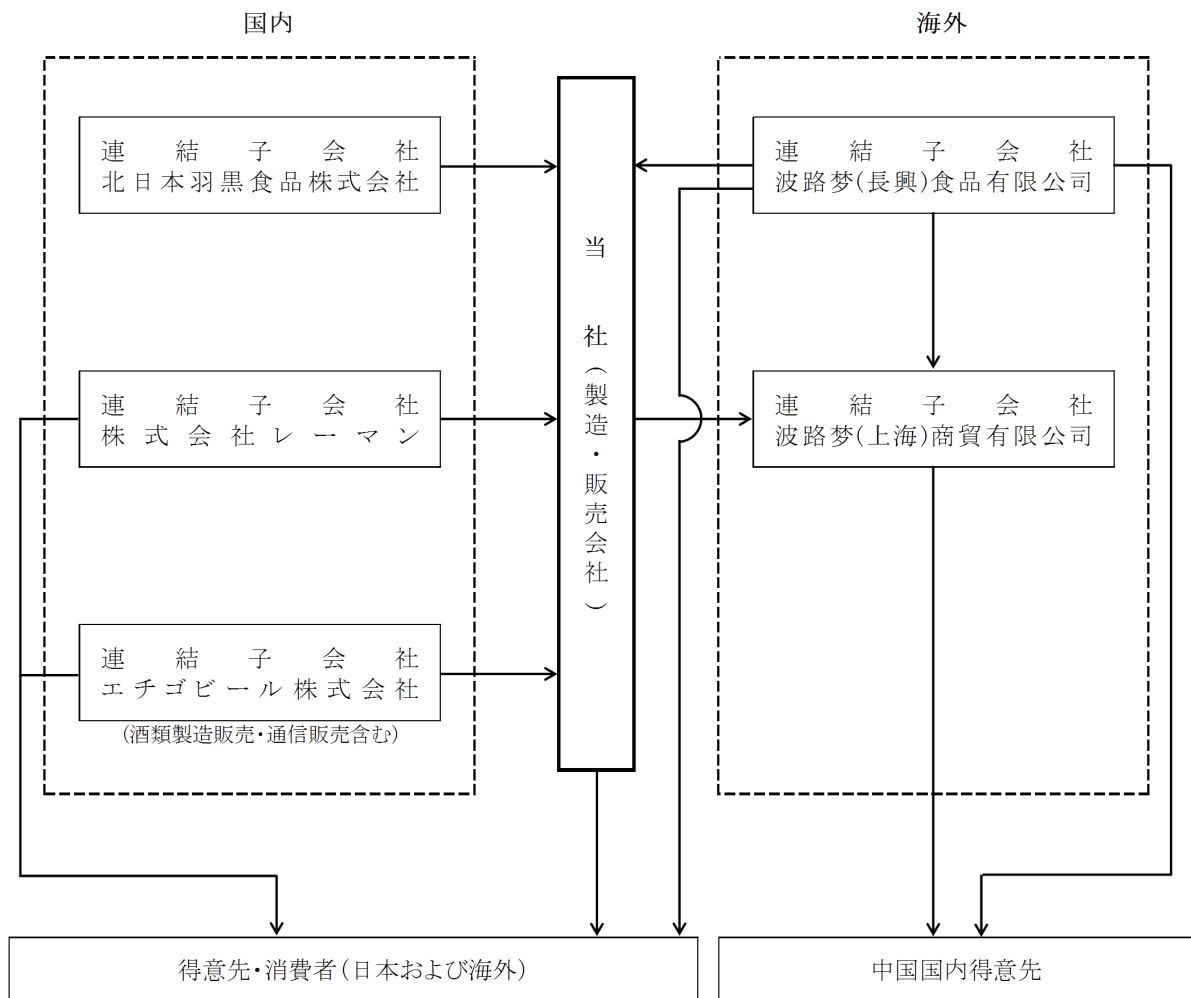 国内
海外
連結子会社
北日本羽黒食品株式会社
連結子会社
株式会社レーマン
連結子会社
エチゴビール株式会社
(酒類製造販売・通信販売含む)
当社(製造・販売会社)
連結子会社
波路梦(長興)食品有限公司
連結子会社
波路梦(上海)商貿有限公司
得意先・消費者(日本および海外)
中国国内得意先